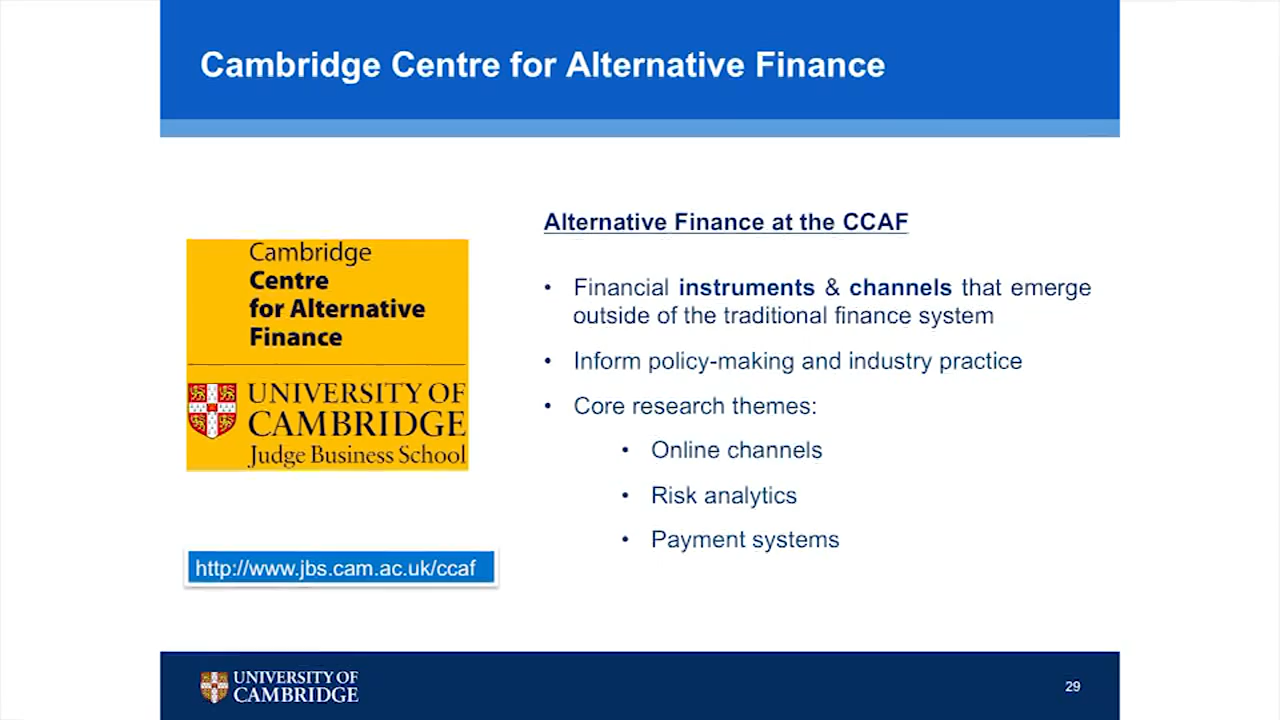 Cambridge Centre for Alternative Finance
Cambridge
Centre
for Alternative
Finance
UNIVERSITY OF
CAMBRIDGE
Judge Business School
http://www.jbs.cam.ac.uk/ccaf
Alternative Finance at the CCAF
• Financial instruments & channels that emerge
outside of the traditional finance system
• Inform policy-making and industry practice
• Core research themes:
• Online channels
• Risk analytics
• Payment systems
UNIVERSITY OF
CAMBRIDGE
29